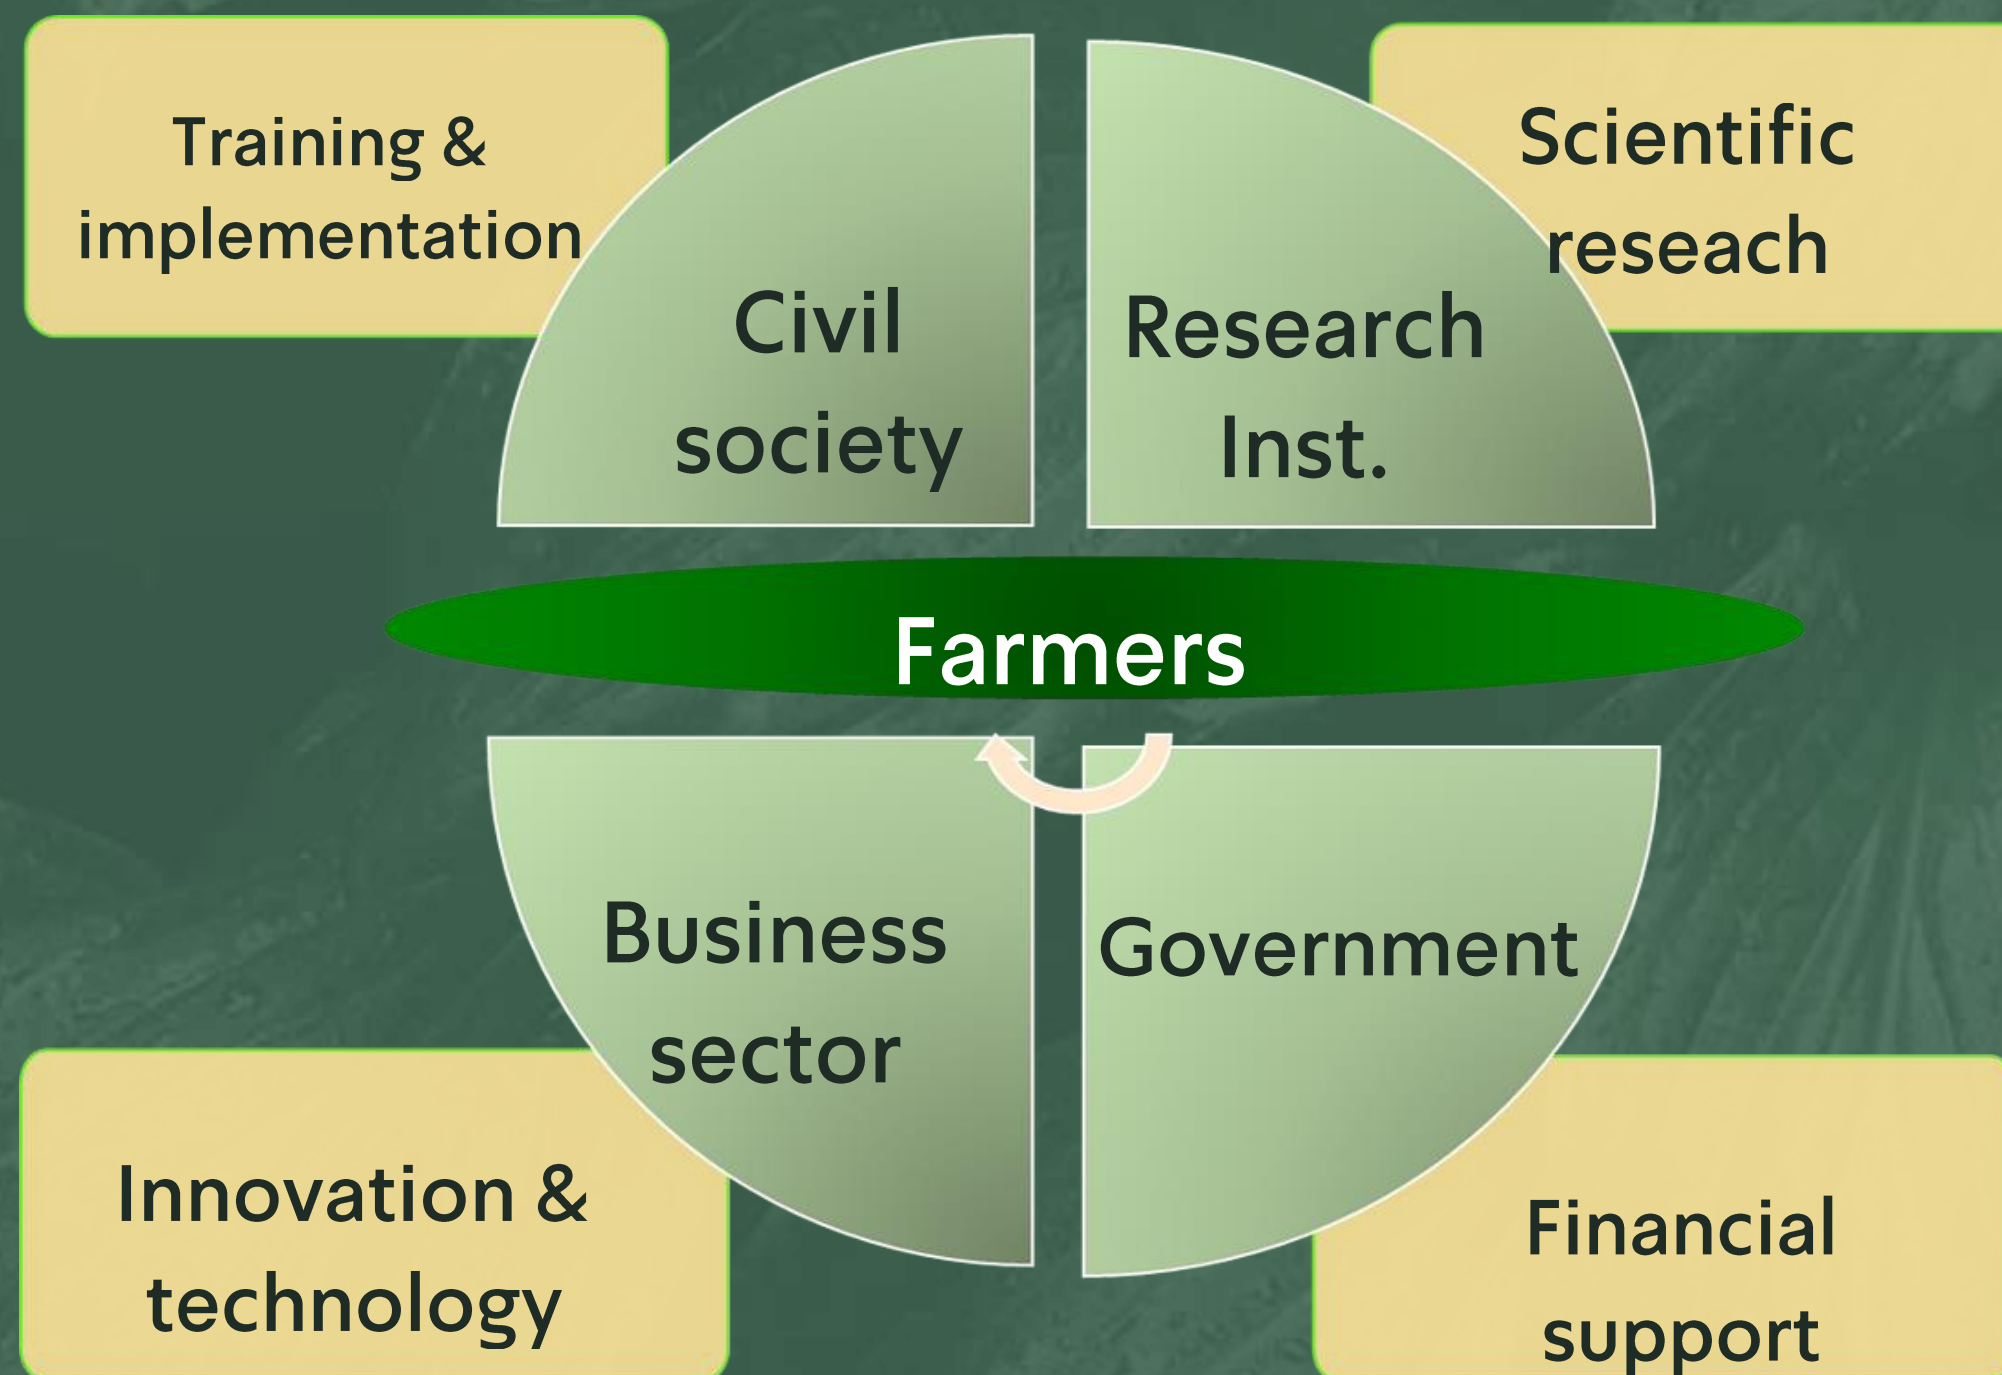 Training &
implementation
Scientific
reseach
Civil
society
Research
Inst.
Farmers
Business
sector
Government
Innovation &
technology
Financial
support